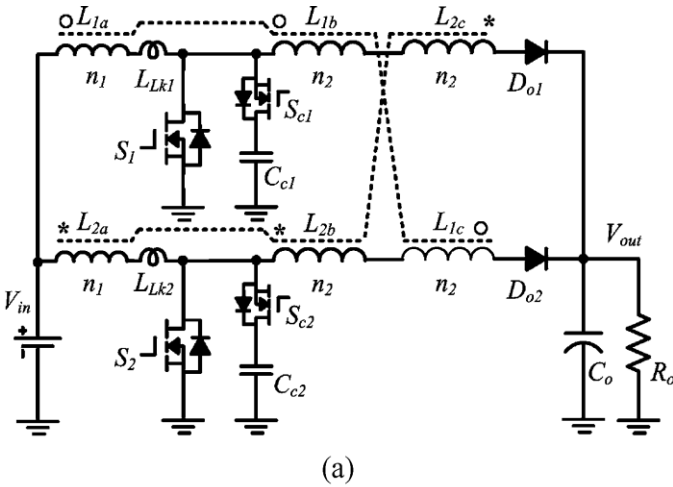 L1a L1b L2c *
n1 LLk1 n2 n2 Do1
S1 Sc1
Cc1
* L2a * L2b L1c Vout
n1 LLk2 n2 n2 Do2
Vin + -
S2 Sc2
Cc2 Co Ro
(a)